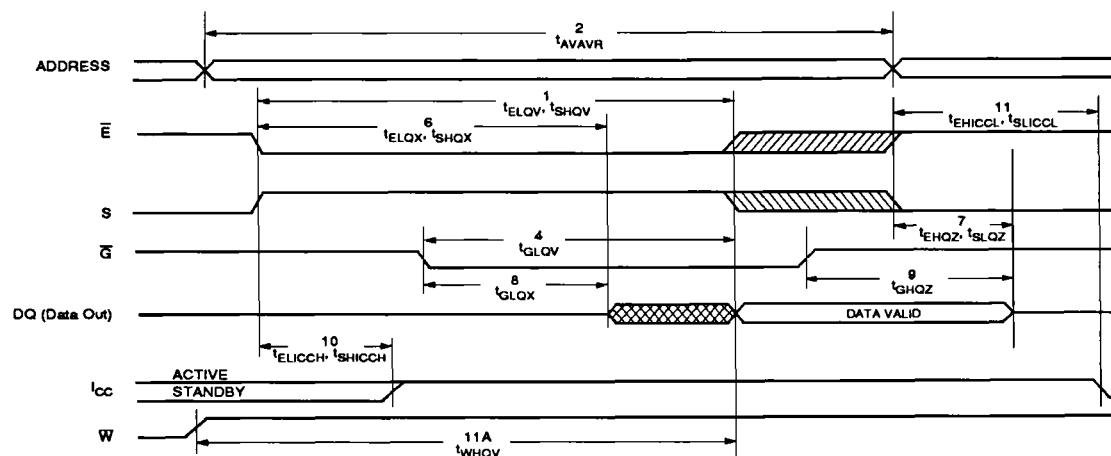 2
tAVAVR
ADDRESS
1
tELQV, tSHQV
11
tEHICCL, tSLICCL
6
tELQX, tSHQX
E̅
S
7
tEHQZ, tSLQZ
4
tGLQV
G̅
8
tGLQX
9
tGHQZ
DQ (Data Out)
DATA VALID
10
tELICCH, tSHICCH
ACTIVE
ICC
STANDBY
W̅
11A
tWHQV